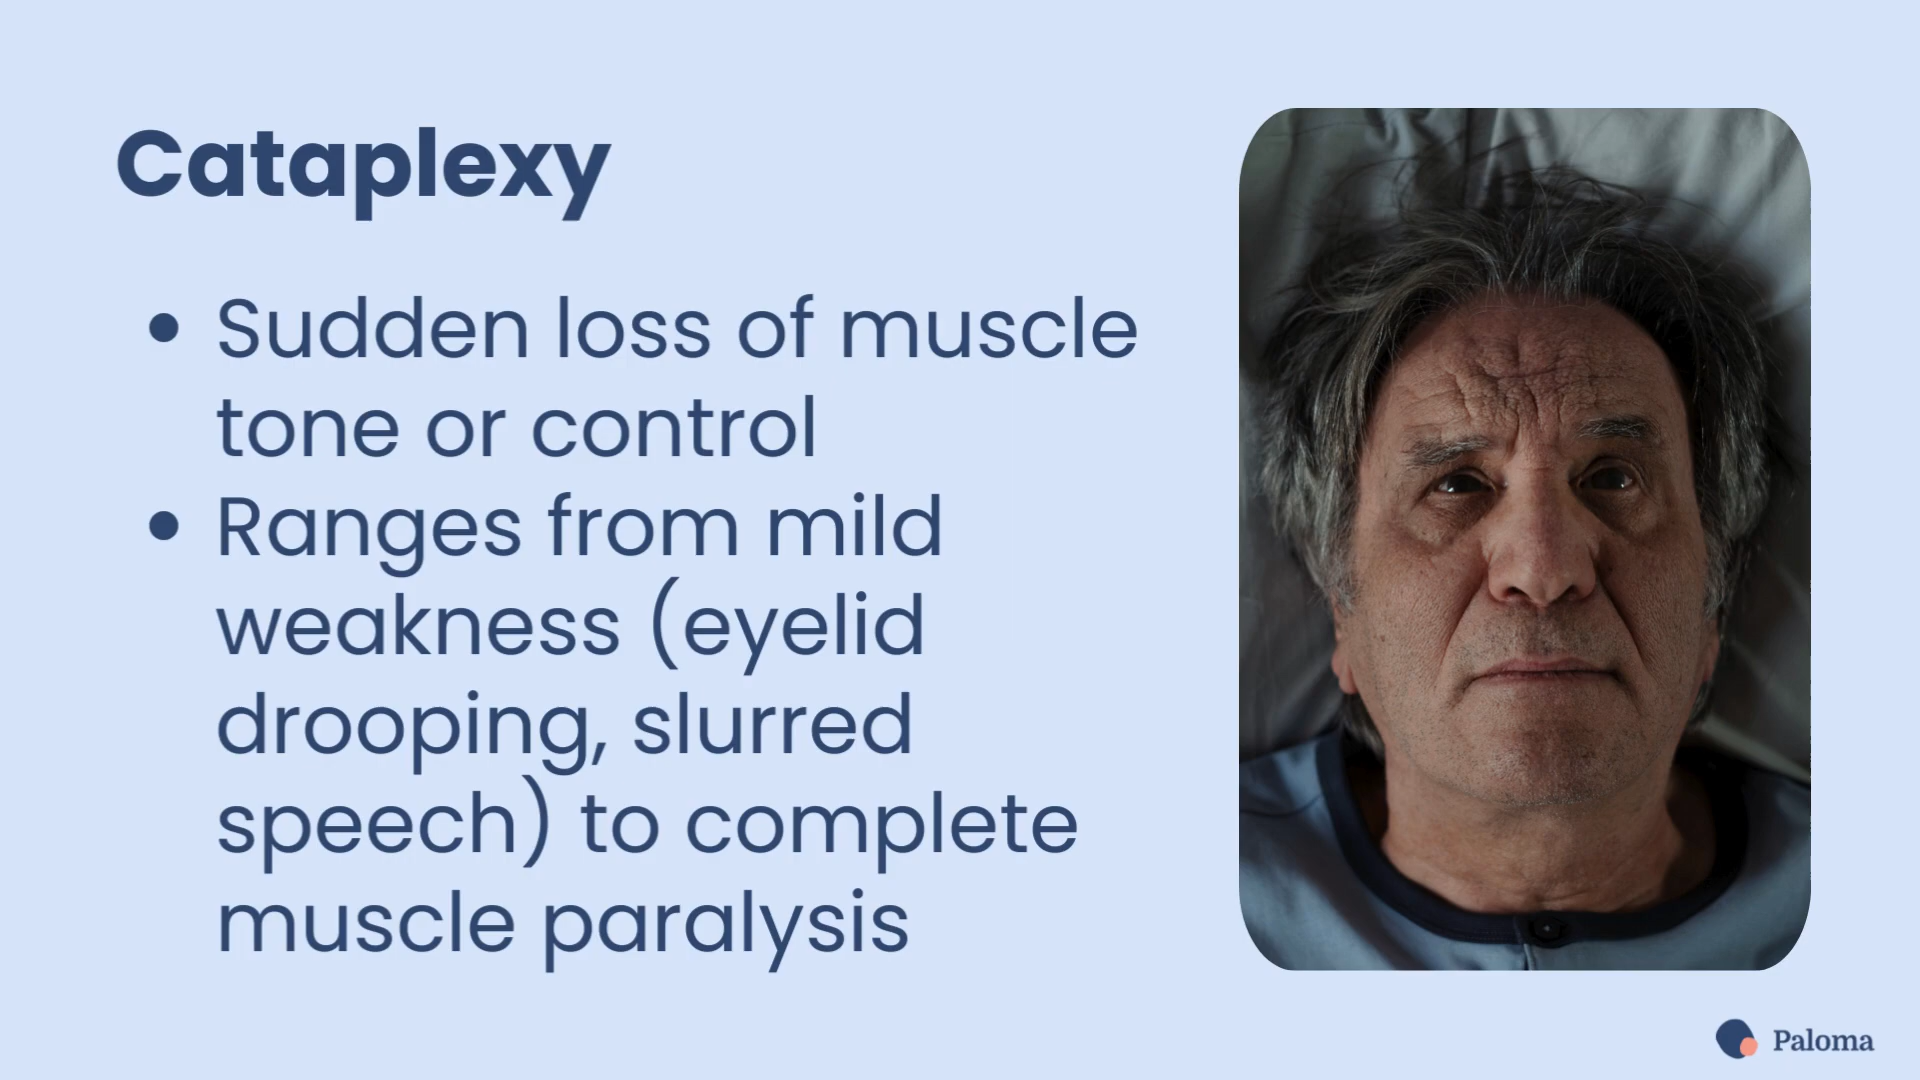 Cataplexy
• Sudden loss of muscle
tone or control
• Ranges from mild
weakness (eyelid
drooping, slurred
speech) to complete
muscle paralysis
Paloma